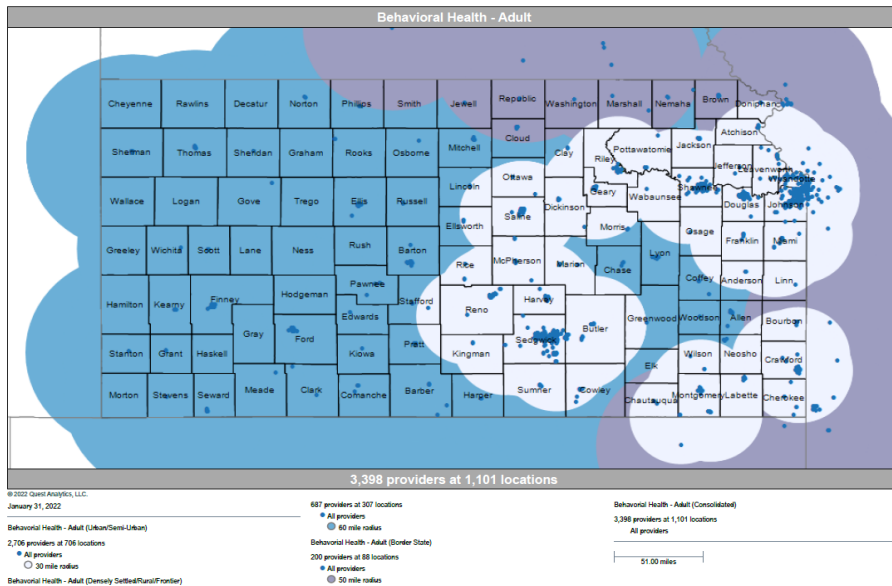 Behavioral Health - Adult
Cheyenne Rawlins Decatur Norton Phillips Smith Jewell Republic Washington Marshall Nemaha Brown Doniphan
Sherman Thomas Sheridan Graham Rooks Osborne Mitchell Cloud Clay Riley Pottawatomie Jackson Atchison
Jefferson Leavenworth
Wallace Logan Gove Trego Ellis Russell Lincoln Ottawa Dickinson Geary Wabaunsee Shawnee Wyandotte
Douglas Johnson
Saline
Greeley Wichita Scott Lane Ness Rush Barton Ellsworth Rice McPherson Marion Morris Chase Lyon Osage Franklin Miami
Coffey Anderson Linn
Hamilton Kearny Finney Hodgeman Pawnee Stafford Reno Harvey
Gray Ford Edwards Sedgwick Butler Greenwood Woodson Allen Bourbon
Stanton Grant Haskell Kiowa Pratt Kingman Elk Wilson Neosho Crawford
Morton Stevens Seward Meade Clark Comanche Barber Harper Sumner Cowley Chautauqua Montgomery Labette Cherokee
3,398 providers at 1,101 locations
© 2022 Quest Analytics, LLC.
January 31, 2022
Behavorial Health - Adult (Urban/Semi-Urban)
2,706 providers at 706 locations
All providers
30 mile radius
Behavorial Health - Adult (Densely Settled/Rural/Frontier)
687 providers at 307 locations
All providers
60 mile radius
Behavorial Health - Adult (Border State)
200 providers at 88 locations
All providers
50 mile radius
Behavorial Health - Adult (Consolidated)
3,398 providers at 1,101 locations
All providers
51.00 miles